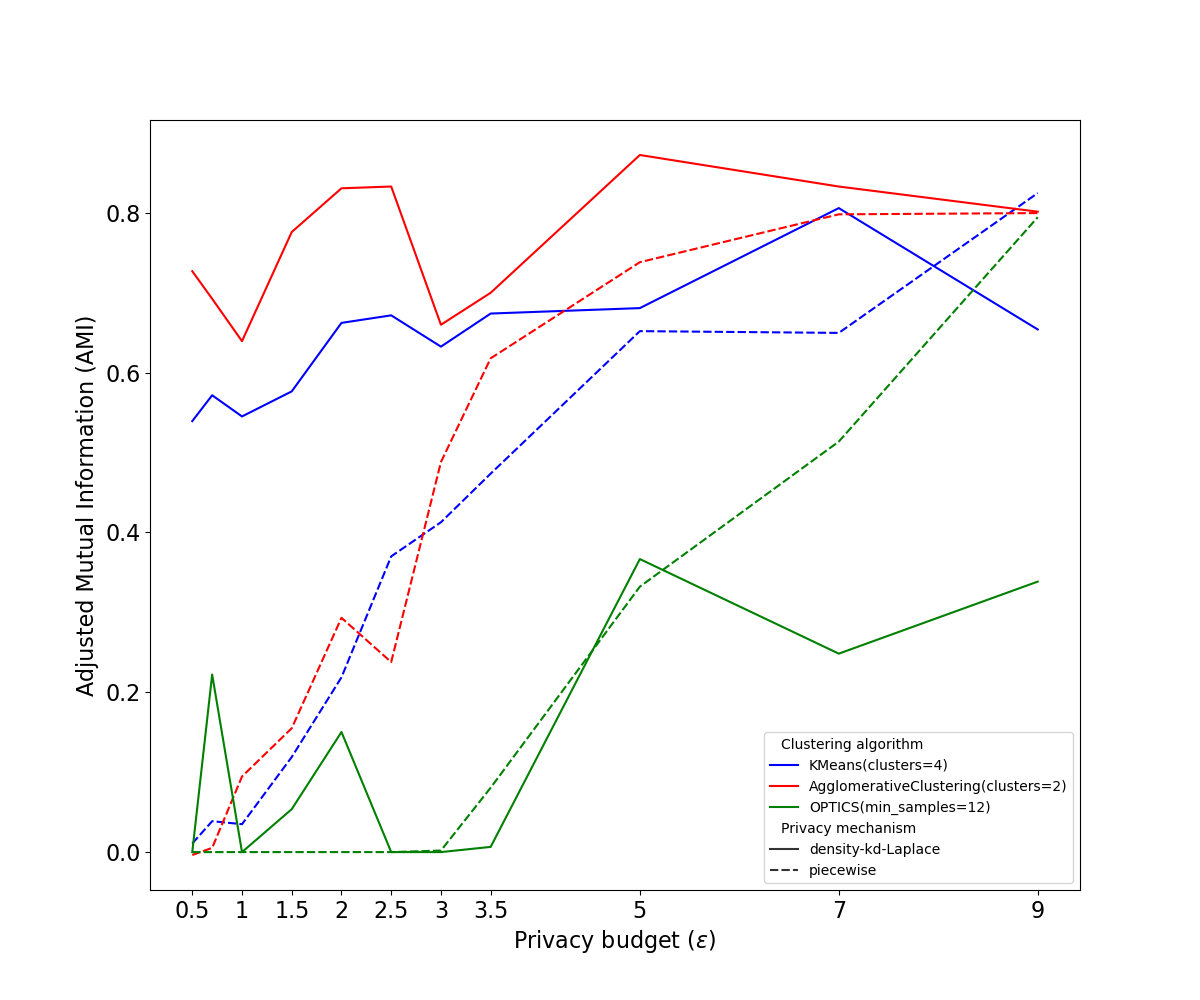 Adjusted Mutual Information (AMI)
0.8
0.6
0.4
0.2
0.0
0.5 1 1.5 2 2.5 3 3.5 5 7 9
Privacy budget (ε)
Clustering algorithm
KMeans(clusters=4)
AgglomerativeClustering(clusters=2)
OPTICS(min_samples=12)
Privacy mechanism
density-kd-Laplace
piecewise